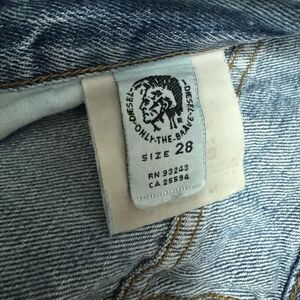 DIESEL·ONLY·THE·BRAVE·DIESEL
SIZE 28
RN 93243
CA 25594